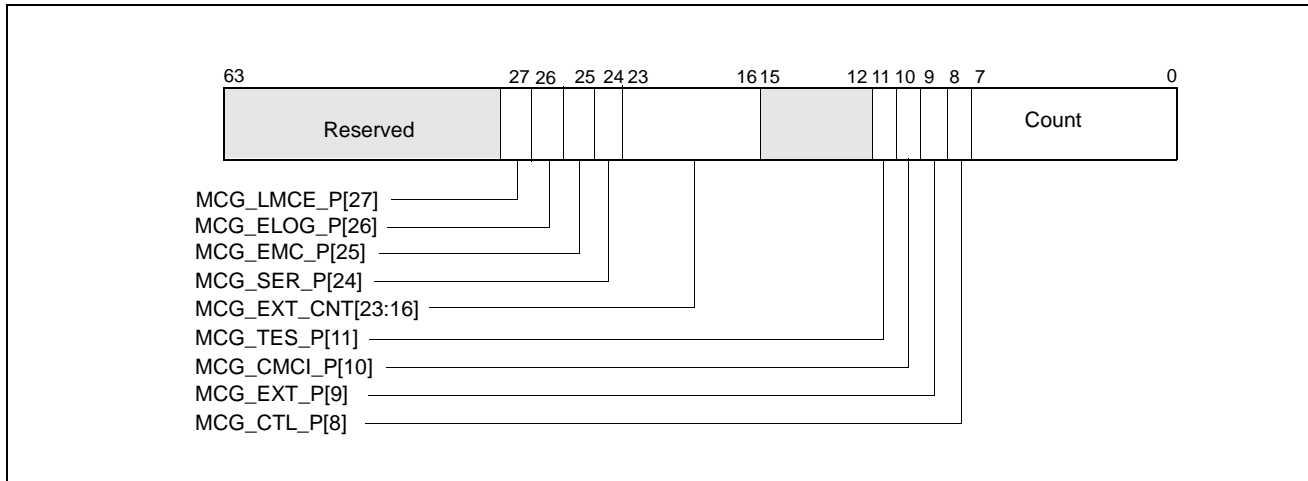 63 27 26 25 24 23 16 15 12 11 10 9 8 7 0
Reserved Count
MCG_LMCE_P[27]
MCG_ELOG_P[26]
MCG_EMC_P[25]
MCG_SER_P[24]
MCG_EXT_CNT[23:16]
MCG_TES_P[11]
MCG_CMCI_P[10]
MCG_EXT_P[9]
MCG_CTL_P[8]